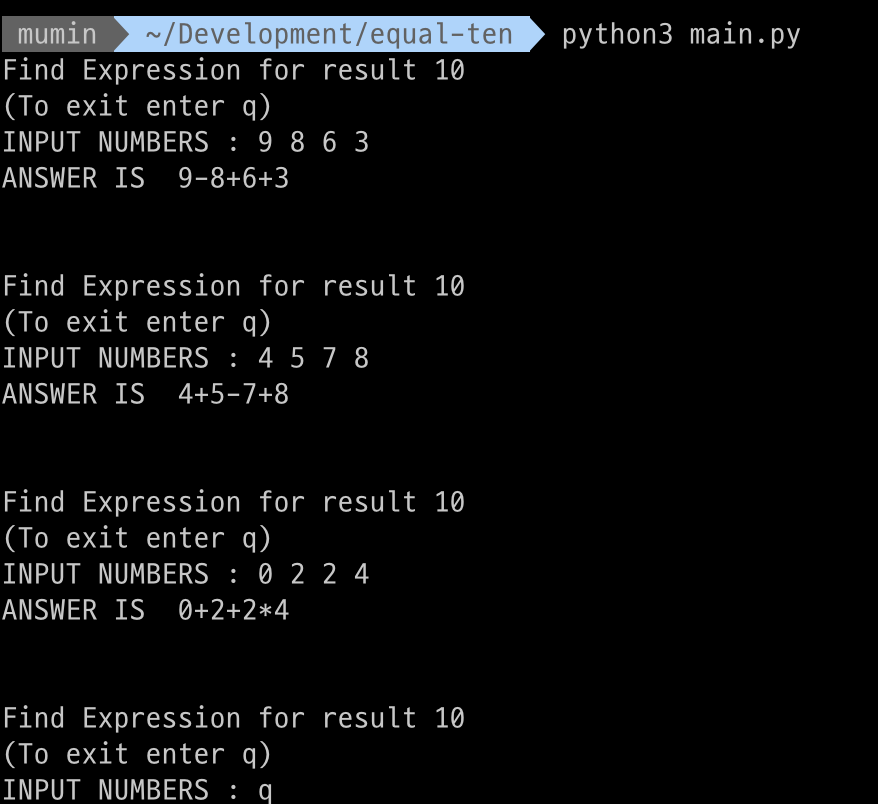 mumin ~/Development/equal-ten python3 main.py
Find Expression for result 10
(To exit enter q)
INPUT NUMBERS : 9 8 6 3
ANSWER IS  9-8+6+3
Find Expression for result 10
(To exit enter q)
INPUT NUMBERS : 4 5 7 8
ANSWER IS  4+5-7+8
Find Expression for result 10
(To exit enter q)
INPUT NUMBERS : 0 2 2 4
ANSWER IS  0+2+2*4
Find Expression for result 10
(To exit enter q)
INPUT NUMBERS : q